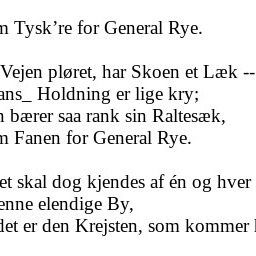 n Tysk’re for General Rye.
Vejen pløret, har Skoen et Læk --
ans_ Holdning er lige kry;
n bærer saa rank sin Raltesæk,
n Fanen for General Rye.
et skal dog kjendes af én og hver
enne elendige By,
det er den Krejsten, som kommer